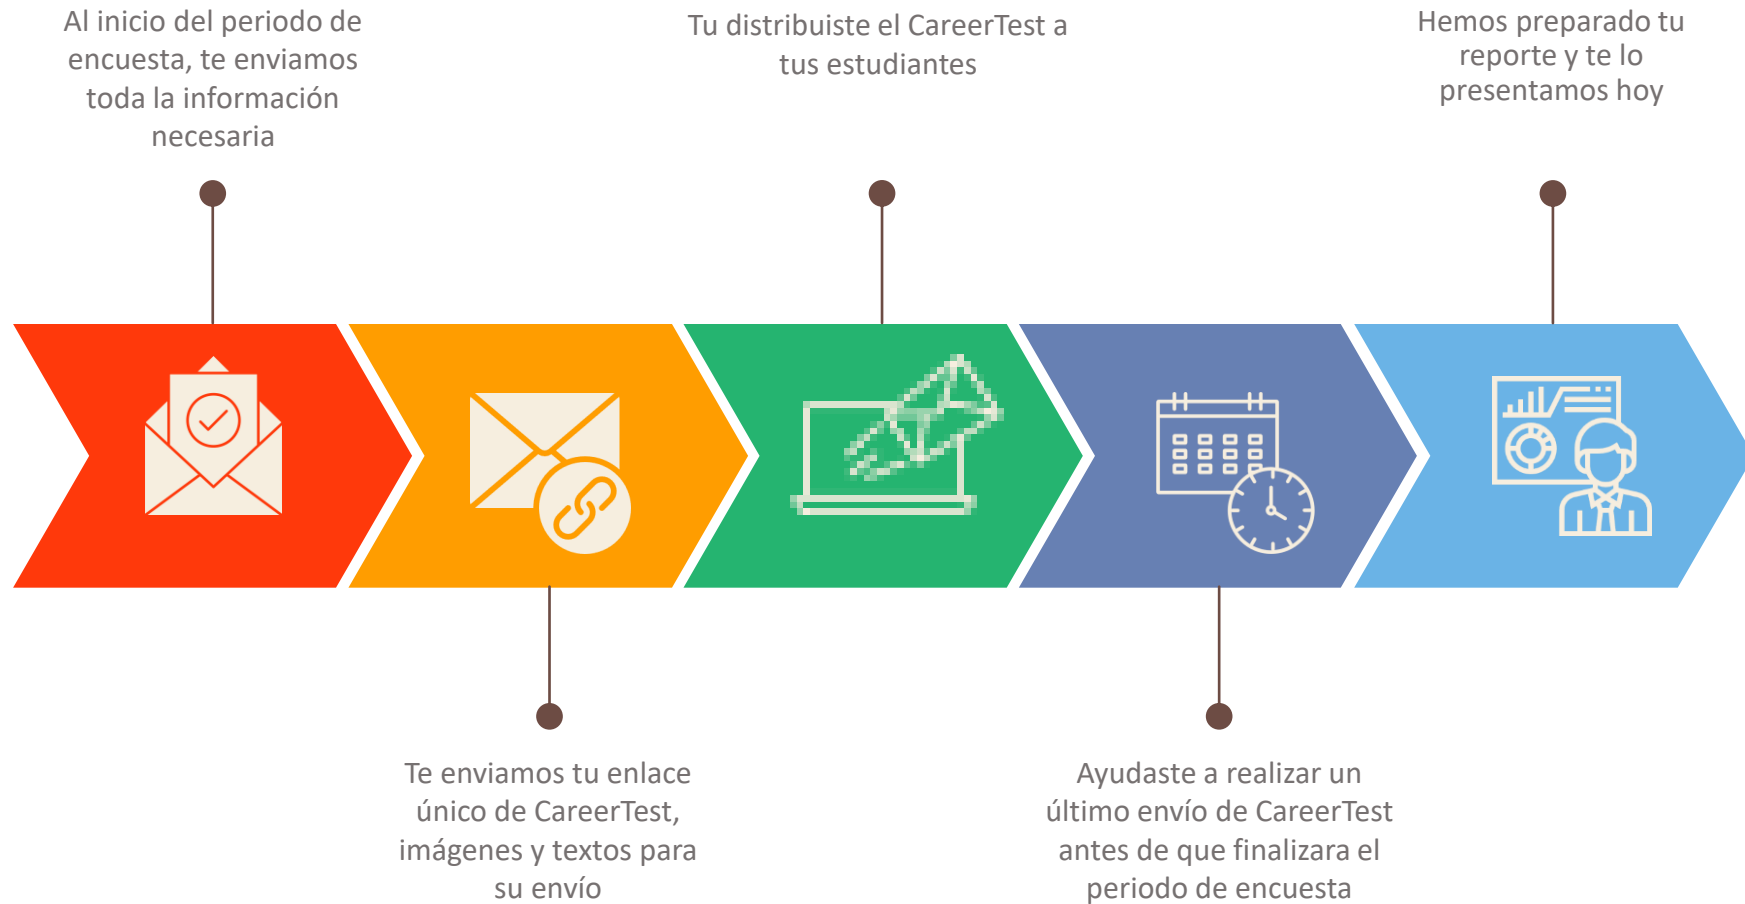 Al inicio del periodo de
encuesta, te enviamos
toda la información
necesaria
Te enviamos tu enlace
único de CareerTest,
imágenes y textos para
su envío
Tu distribuiste el CareerTest a
tus estudiantes
Ayudaste a realizar un
último envío de CareerTest
antes de que finalizara el
periodo de encuesta
Hemos preparado tu
reporte y te lo
presentamos hoy